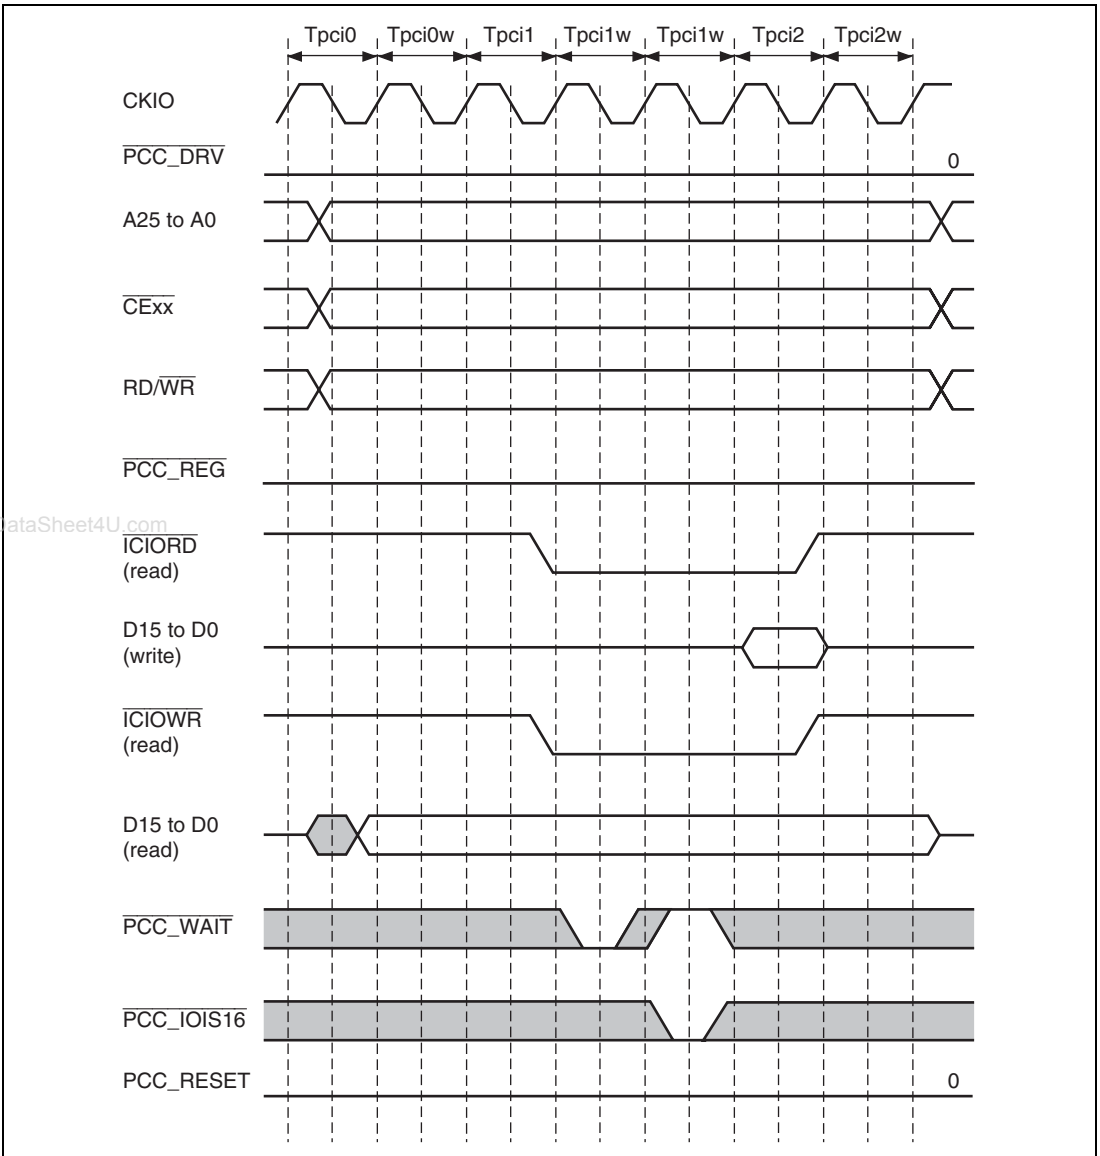 Tpci0 Tpci0w Tpci1 Tpci1w Tpci1w Tpci2 Tpci2w
CKIO
PCC_DRV 0
A25 to A0
CExx
RD/WR
PCC_REG
ataSheet4U.com
ICIORD
(read)
D15 to D0
(write)
ICIOWR
(read)
D15 to D0
(read)
PCC_WAIT
PCC_IOIS16
PCC_RESET 0